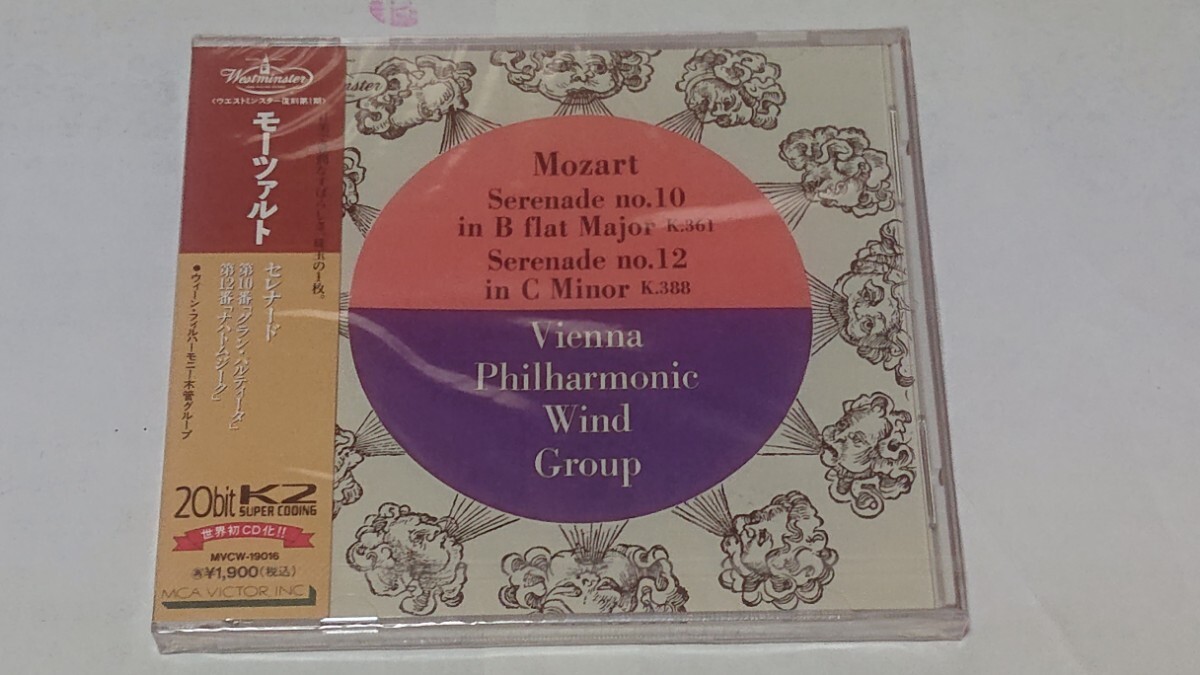 Westminster
〈ウエストミンスター復刻第1期〉
モーツァルト
セレナード
第10番「グラン・パルティータ」
第12番「ナハトムジーク」
●ウィーン・フィルハーモニー木管グループ
の1枚。
20bit K2
SUPER CODING
世界初CD化!!
MVCW-19016
¥1,900(税込)
MCA VICTOR, INC
Mozart
Serenade no.10
in B flat Major K.361
Serenade no.12
in C Minor K.388
Vienna
Philharmonic
Wind
Group